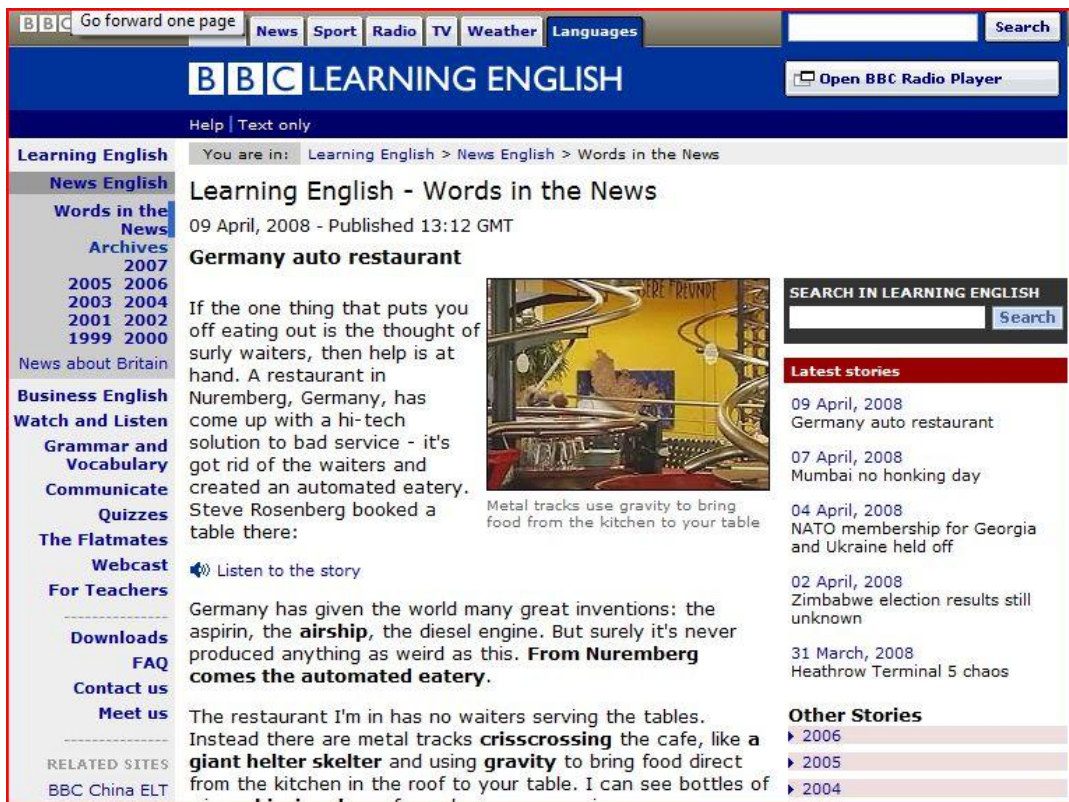 BBC
Go forward one page
News
Sport
Radio
TV
Weather
Languages
Search
BBC LEARNING ENGLISH
Open BBC Radio Player
Help | Text only
Learning English
News English
Words in the
News
Archives
2007
2005 2006
2003 2004
2001 2002
1999 2000
News about Britain
Business English
Watch and Listen
Grammar and
Vocabulary
Communicate
Quizzes
The Flatmates
Webcast
For Teachers
Downloads
FAQ
Contact us
Meet us
RELATED SITES
BBC China ELT
You are in: Learning English > News English > Words in the News
Learning English - Words in the News
09 April, 2008 - Published 13:12 GMT
Germany auto restaurant
If the one thing that puts you
off eating out is the thought of
surly waiters, then help is at
hand. A restaurant in
Nuremberg, Germany, has
come up with a hi-tech
solution to bad service - it's
got rid of the waiters and
created an automated eatery.
Steve Rosenberg booked a
table there:
FREUNDE
Metal tracks use gravity to bring
food from the kitchen to your table
Listen to the story
Germany has given the world many great inventions: the
aspirin, the airship, the diesel engine. But surely it's never
produced anything as weird as this. From Nuremberg
comes the automated eatery.
The restaurant I'm in has no waiters serving the tables.
Instead there are metal tracks crisscrossing the cafe, like a
giant helter skelter and using gravity to bring food direct
from the kitchen in the roof to your table. I can see bottles of
SEARCH IN LEARNING ENGLISH
Search
Latest stories
09 April, 2008
Germany auto restaurant
07 April, 2008
Mumbai no honking day
04 April, 2008
NATO membership for Georgia
and Ukraine held off
02 April, 2008
Zimbabwe election results still
unknown
31 March, 2008
Heathrow Terminal 5 chaos
Other Stories
2006
2005
2004